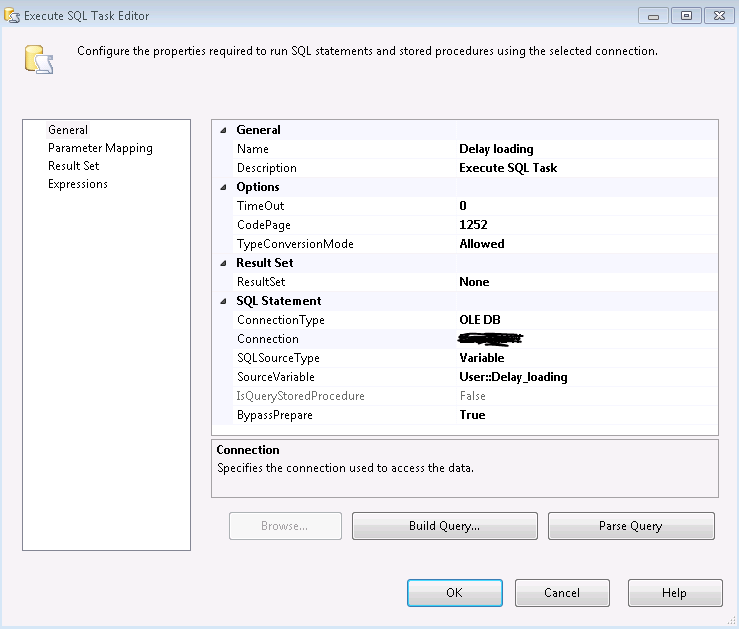 Execute SQL Task Editor
Configure the properties required to run SQL statements and stored procedures using the selected connection.
General
Parameter Mapping
Result Set
Expressions
General
Name Delay loading
Description Execute SQL Task
Options
TimeOut 0
CodePage 1252
TypeConversionMode Allowed
Result Set
ResultSet None
SQL Statement
ConnectionType OLE DB
Connection
SQLSourceType Variable
SourceVariable User::Delay_loading
IsQueryStoredProcedure False
BypassPrepare True
Connection
Specifies the connection used to access the data.
Browse... Build Query... Parse Query
OK Cancel Help